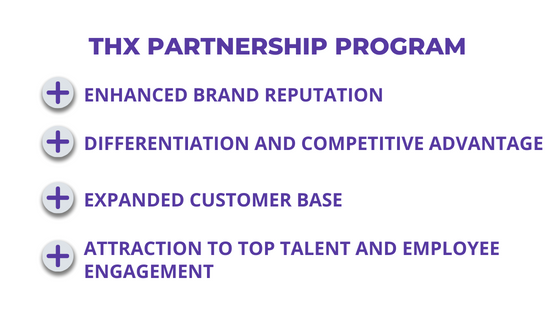 THX PARTNERSHIP PROGRAM
ENHANCED BRAND REPUTATION
DIFFERENTIATION AND COMPETITIVE ADVANTAGE
EXPANDED CUSTOMER BASE
ATTRACTION TO TOP TALENT AND EMPLOYEE
ENGAGEMENT